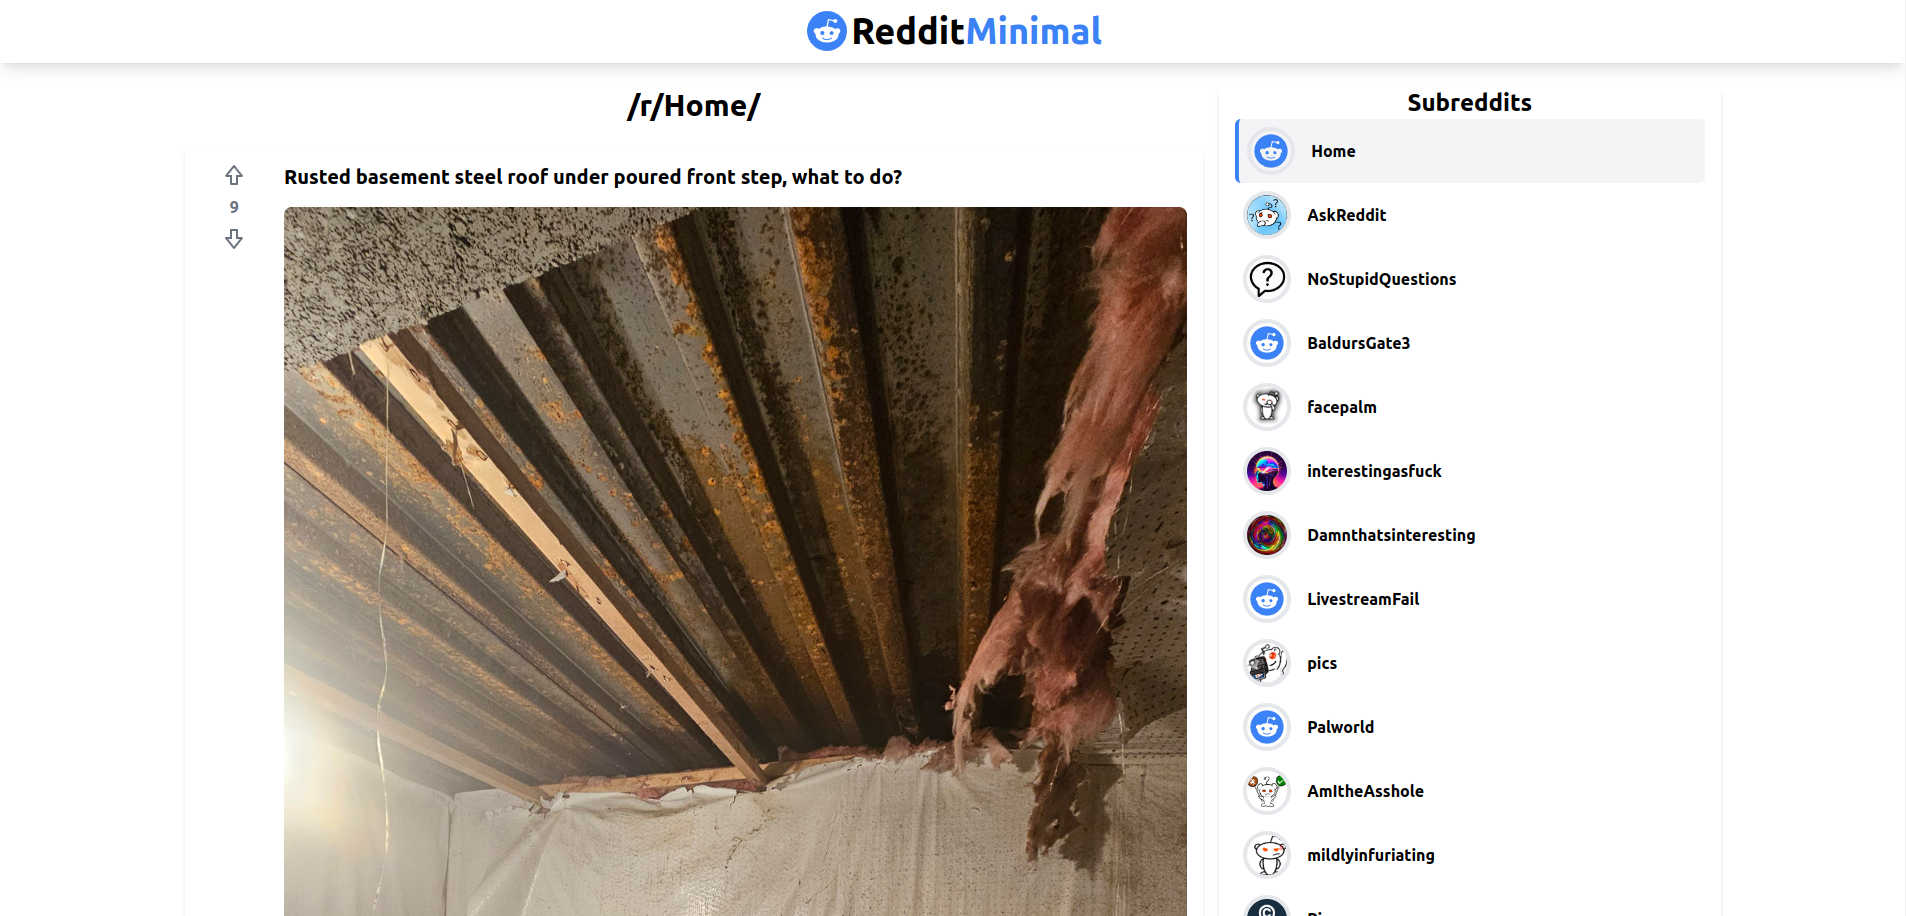 RedditMinimal
/r/Home/
9
Rusted basement steel roof under poured front step, what to do?
Subreddits
Home
AskReddit
NoStupidQuestions
BaldursGate3
facepalm
interestingasfuck
Damnthatsinteresting
LivestreamFail
pics
Palworld
AmItheAsshole
mildlyinfuriating